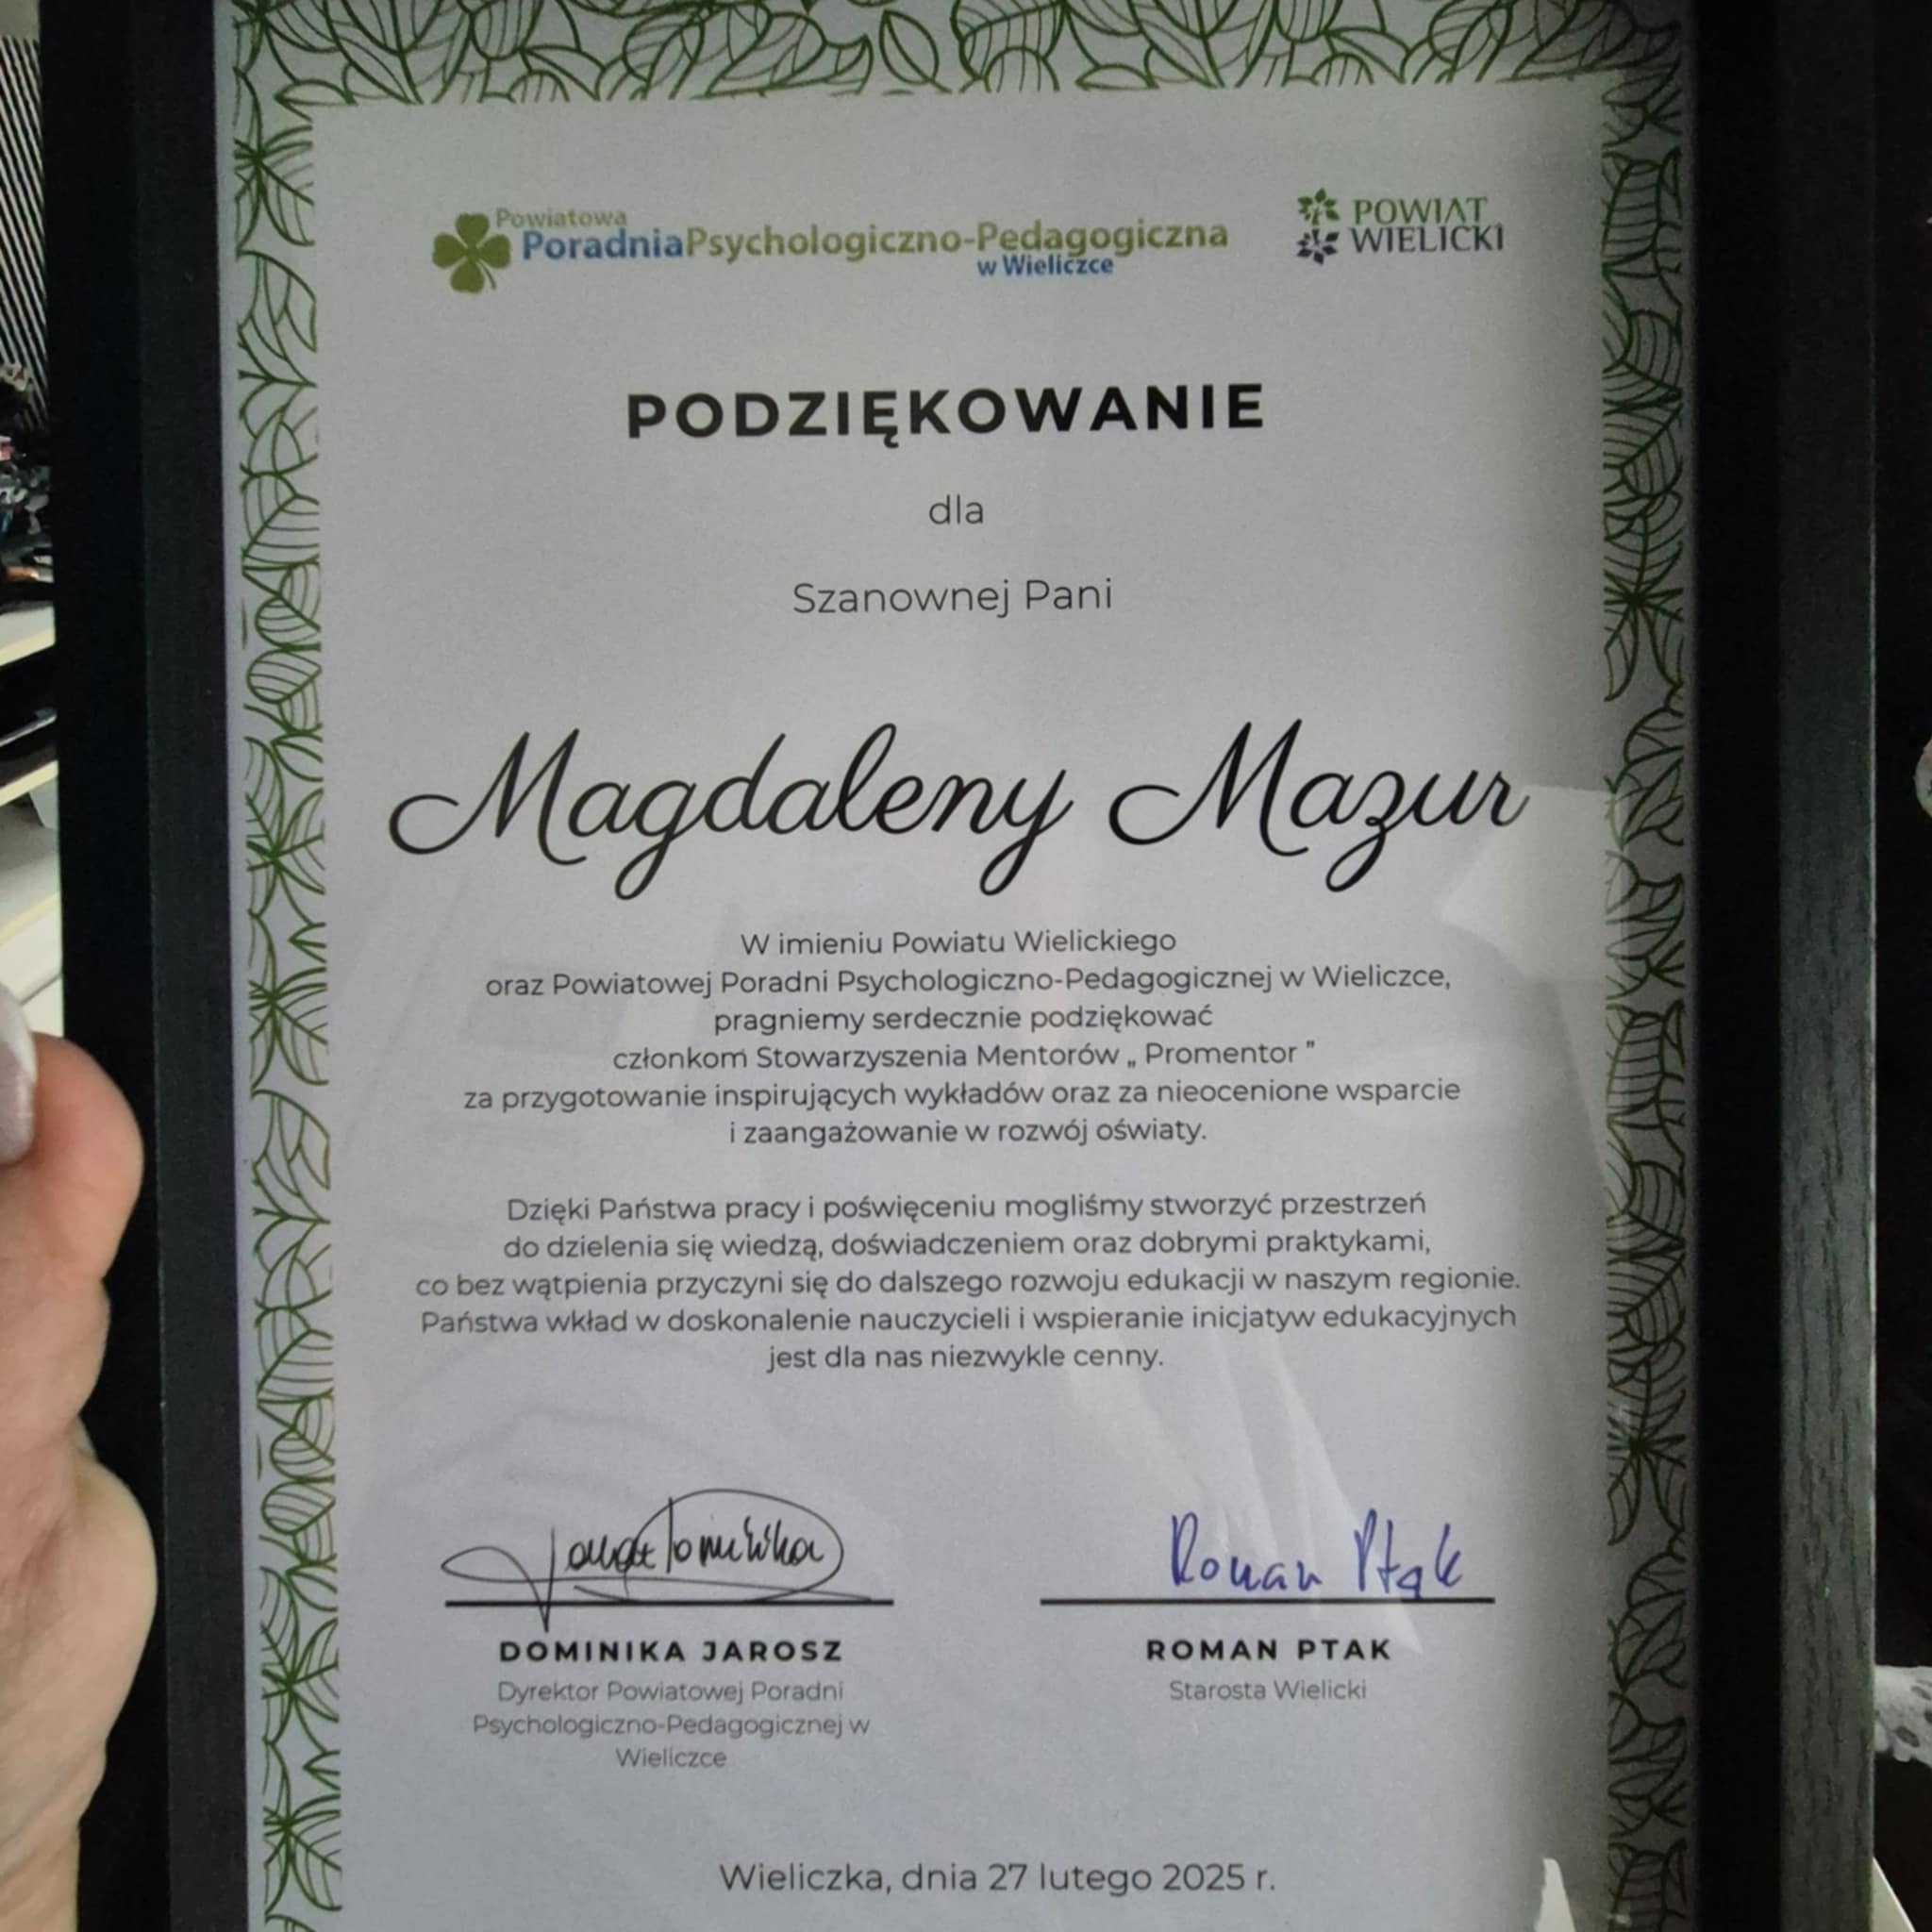 Powiatowa
PoradniaPsychologiczno-Pedagogiczna
w Wieliczce
POWIAT
WIELICKI
PODZIĘKOWANIE
dla
Szanownej Pani
Magdaleny Mazur
W imieniu Powiatu Wielickiego
oraz Powiatowej Poradni Psychologiczno-Pedagogicznej w Wieliczce,
pragniemy serdecznie podziękować
członkom Stowarzyszenia Mentorów „ Promentor ”
za przygotowanie inspirujących wykładów oraz za nieocenione wsparcie
i zaangażowanie w rozwój oświaty.
Dzięki Państwa pracy i poświęceniu mogliśmy stworzyć przestrzeń
do dzielenia się wiedzą, doświadczeniem oraz dobrymi praktykami,
co bez wątpienia przyczyni się do dalszego rozwoju edukacji w naszym regionie.
Państwa wkład w doskonalenie nauczycieli i wspieranie inicjatyw edukacyjnych
jest dla nas niezwykle cenny.
Roman Ptak
DOMINIKA JAROSZ
Dyrektor Powiatowej Poradni
Psychologiczno-Pedagogicznej w
Wieliczce
ROMAN PTAK
Starosta Wielicki
Wieliczka, dnia 27 lutego 2025 r.